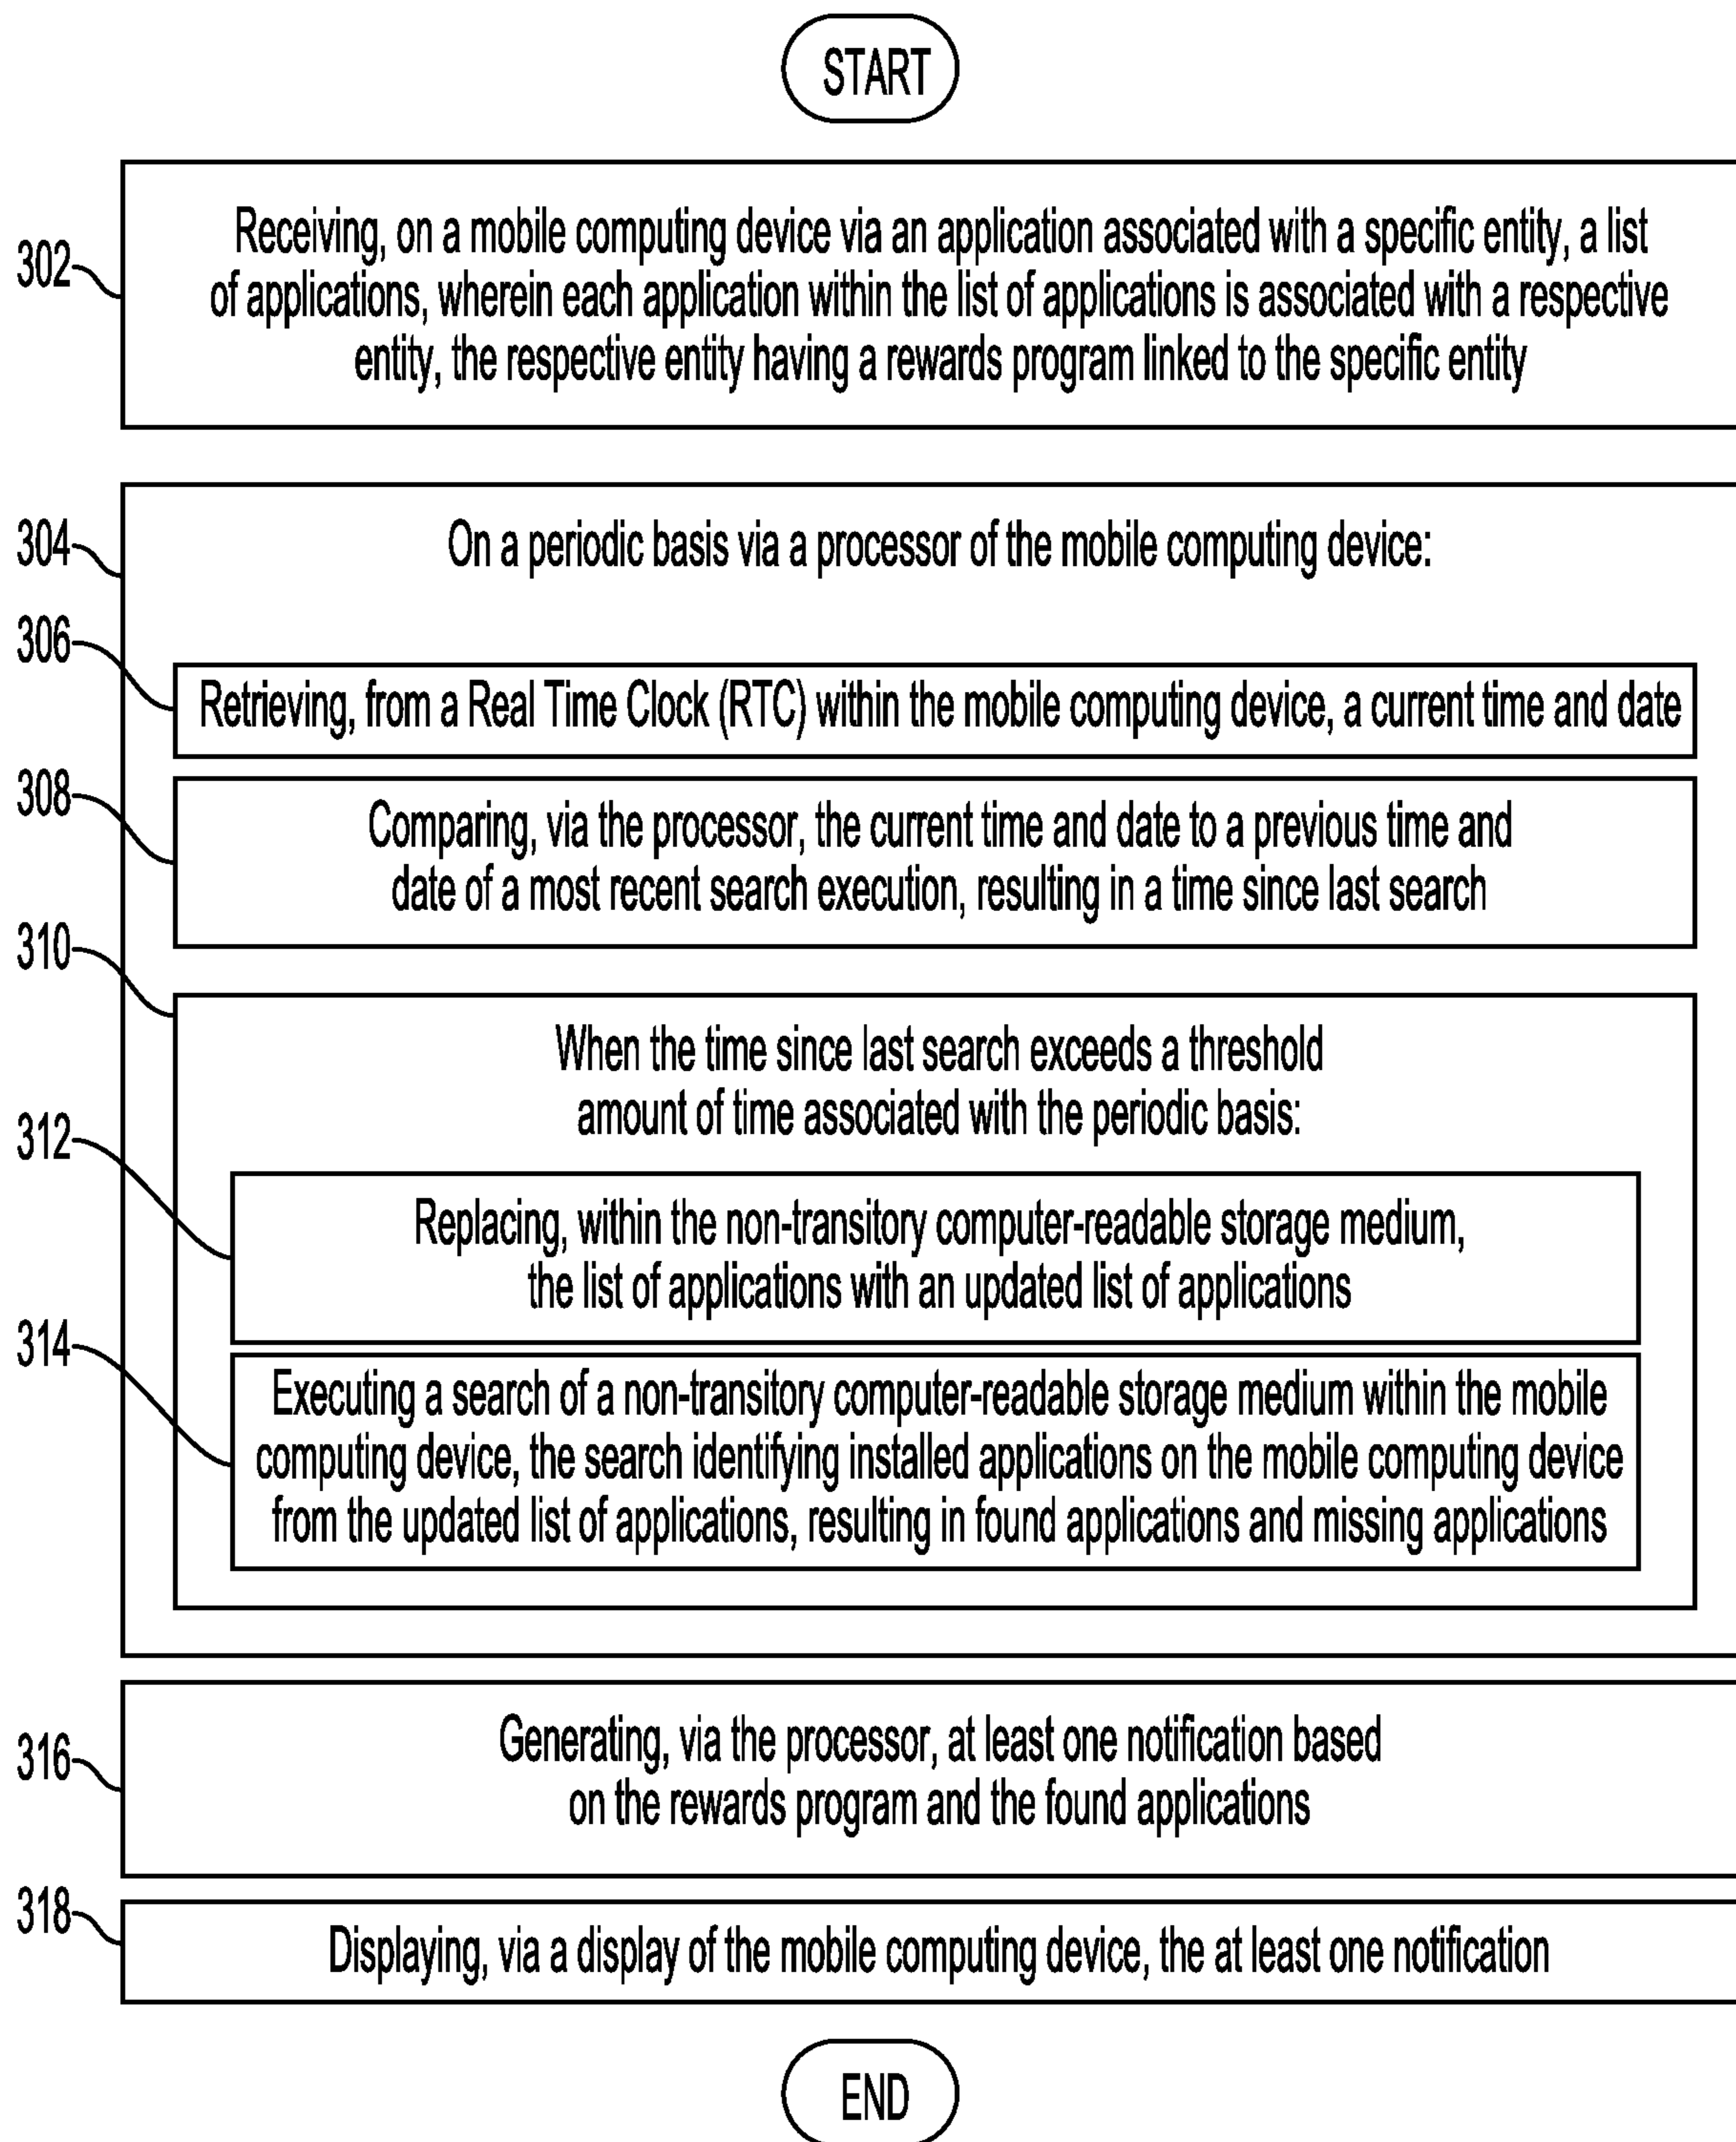 START
302
Receiving, on a mobile computing device via an application associated with a specific entity, a list
of applications, wherein each application within the list of applications is associated with a respective
entity, the respective entity having a rewards program linked to the specific entity
304
On a periodic basis via a processor of the mobile computing device:
306
Retrieving, from a Real Time Clock (RTC) within the mobile computing device, a current time and date
308
Comparing, via the processor, the current time and date to a previous time and
date of a most recent search execution, resulting in a time since last search
310
When the time since last search exceeds a threshold
amount of time associated with the periodic basis:
312
Replacing, within the non-transitory computer-readable storage medium,
the list of applications with an updated list of applications
314
Executing a search of a non-transitory computer-readable storage medium within the mobile
computing device, the search identifying installed applications on the mobile computing device
from the updated list of applications, resulting in found applications and missing applications
316
Generating, via the processor, at least one notification based
on the rewards program and the found applications
318
Displaying, via a display of the mobile computing device, the at least one notification
END